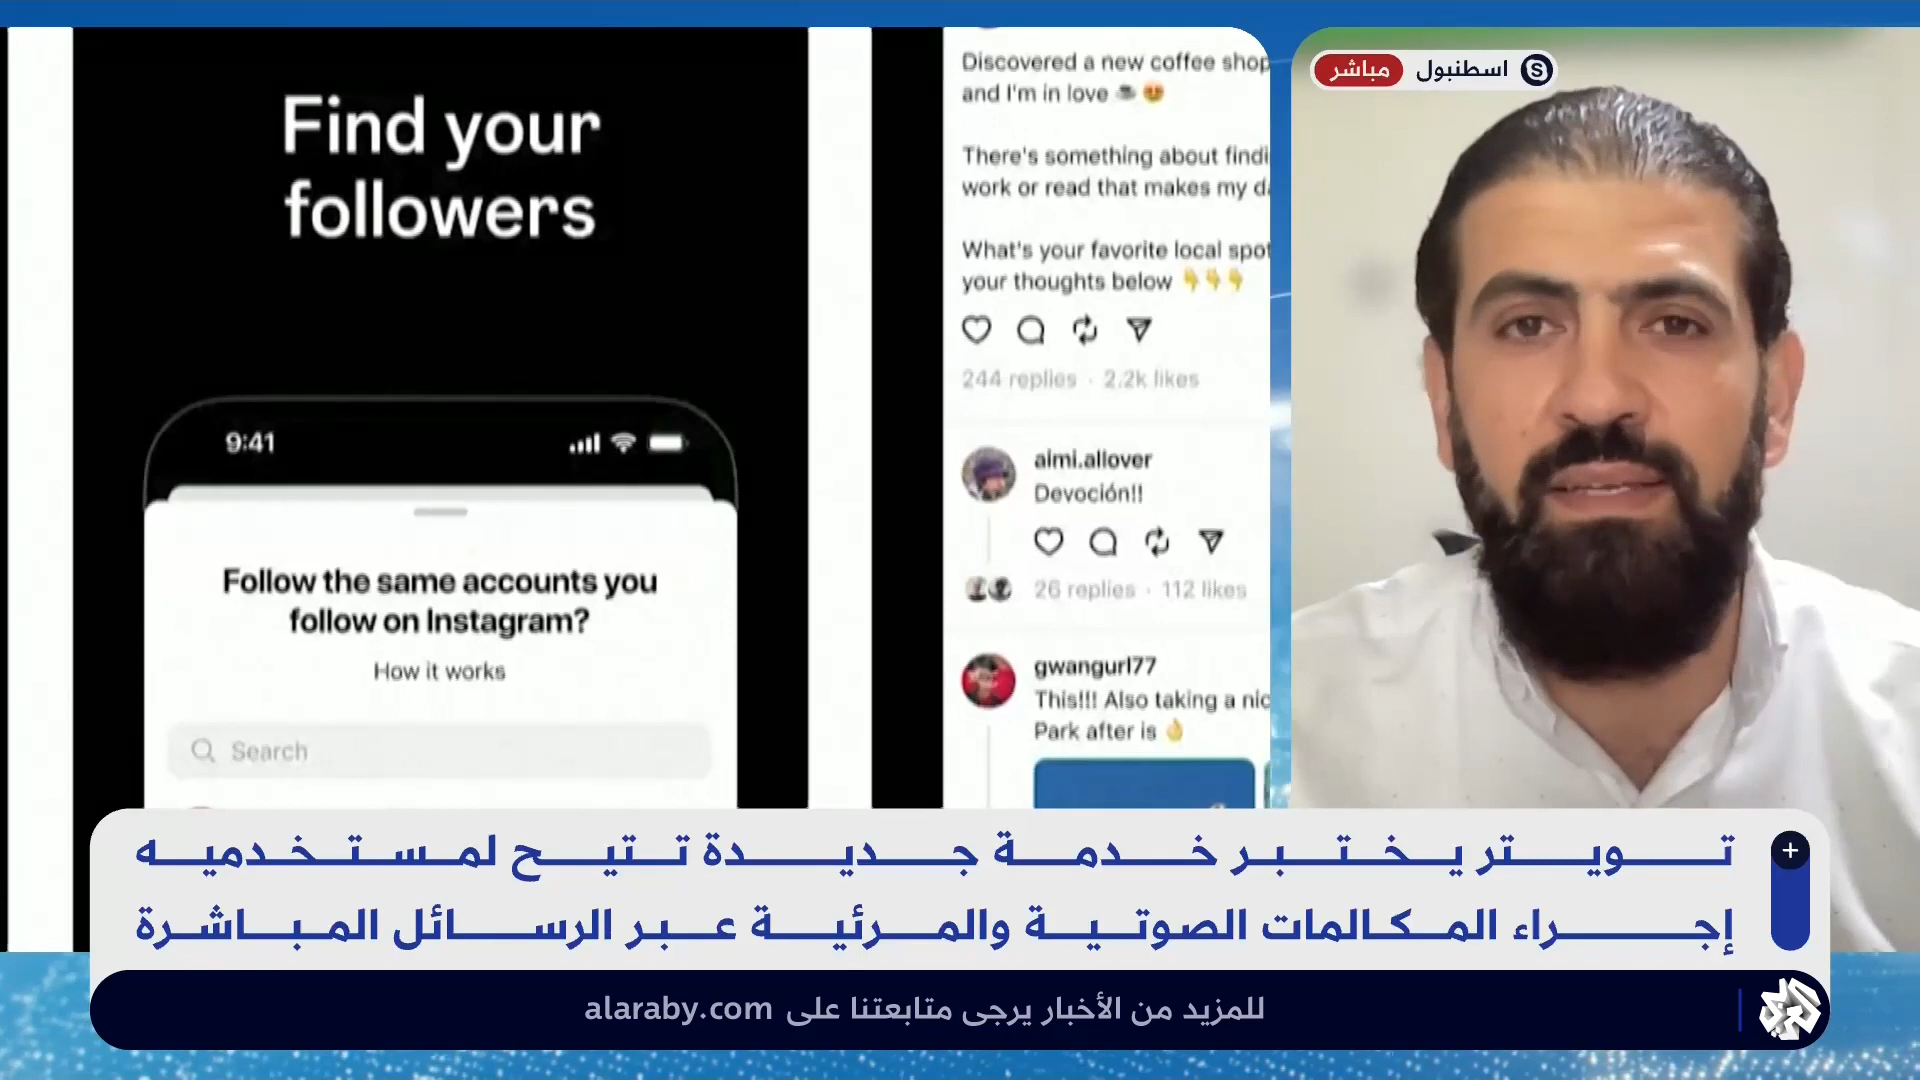 Find your
followers
9:41
Follow the same accounts you
follow on Instagram?
How it works
Search
Discovered a new coffee shop
and I'm in love ☕ 😍
There's something about findi
work or read that makes my d
What's your favorite local spot
your thoughts below 👇👇👇
244 replies · 2.2k likes
aimi.allover
Devoción!!
26 replies · 112 likes
gwangurl77
This!!! Also taking a nic
Park after is 👌
اسطنبول مباشر
تويتر يختبر خدمة جديدة تتيح لمستخدميه
إجراء المكالمات الصوتية والمرئية عبر الرسائل المباشرة
للمزيد من الأخبار يرجى متابعتنا على alaraby.com